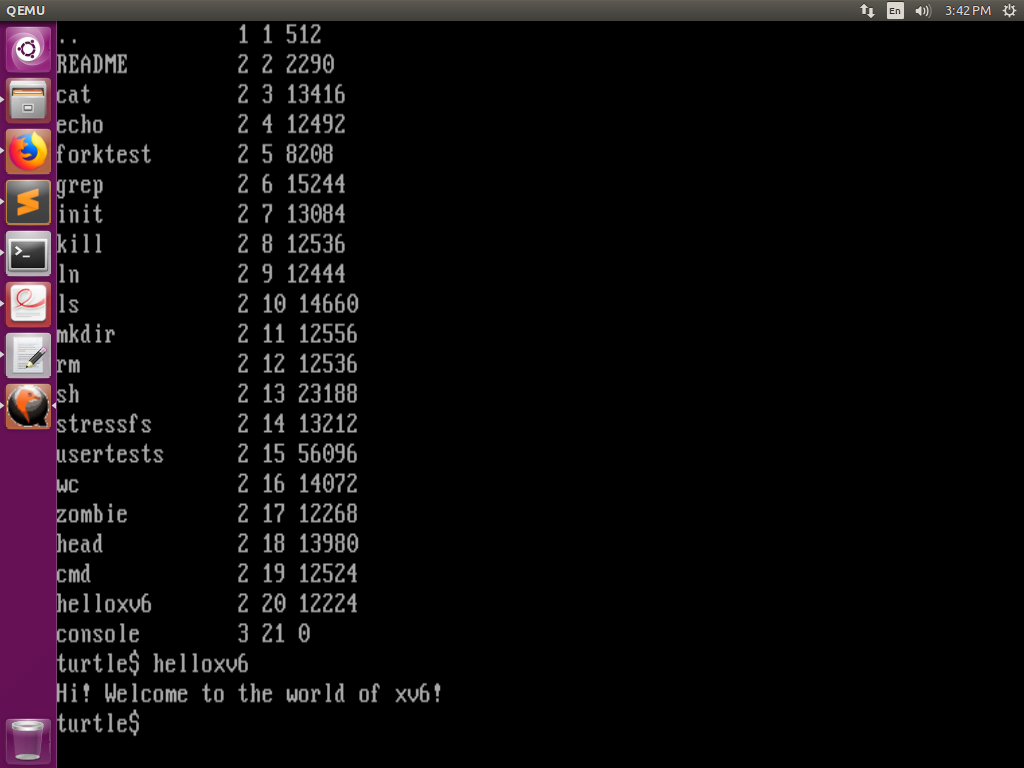 QEMU
En
3:42 PM
.. 1 1 512
README 2 2 2290
cat 2 3 13416
echo 2 4 12492
forktest 2 5 8208
grep 2 6 15244
init 2 7 13084
kill 2 8 12536
ln 2 9 12444
ls 2 10 14660
mkdir 2 11 12556
rm 2 12 12536
sh 2 13 23188
stressfs 2 14 13212
usertests 2 15 56096
wc 2 16 14072
zombie 2 17 12268
head 2 18 13980
cmd 2 19 12524
helloxv6 2 20 12224
console 3 21 0
turtle$ helloxv6
Hi! Welcome to the world of xv6!
turtle$